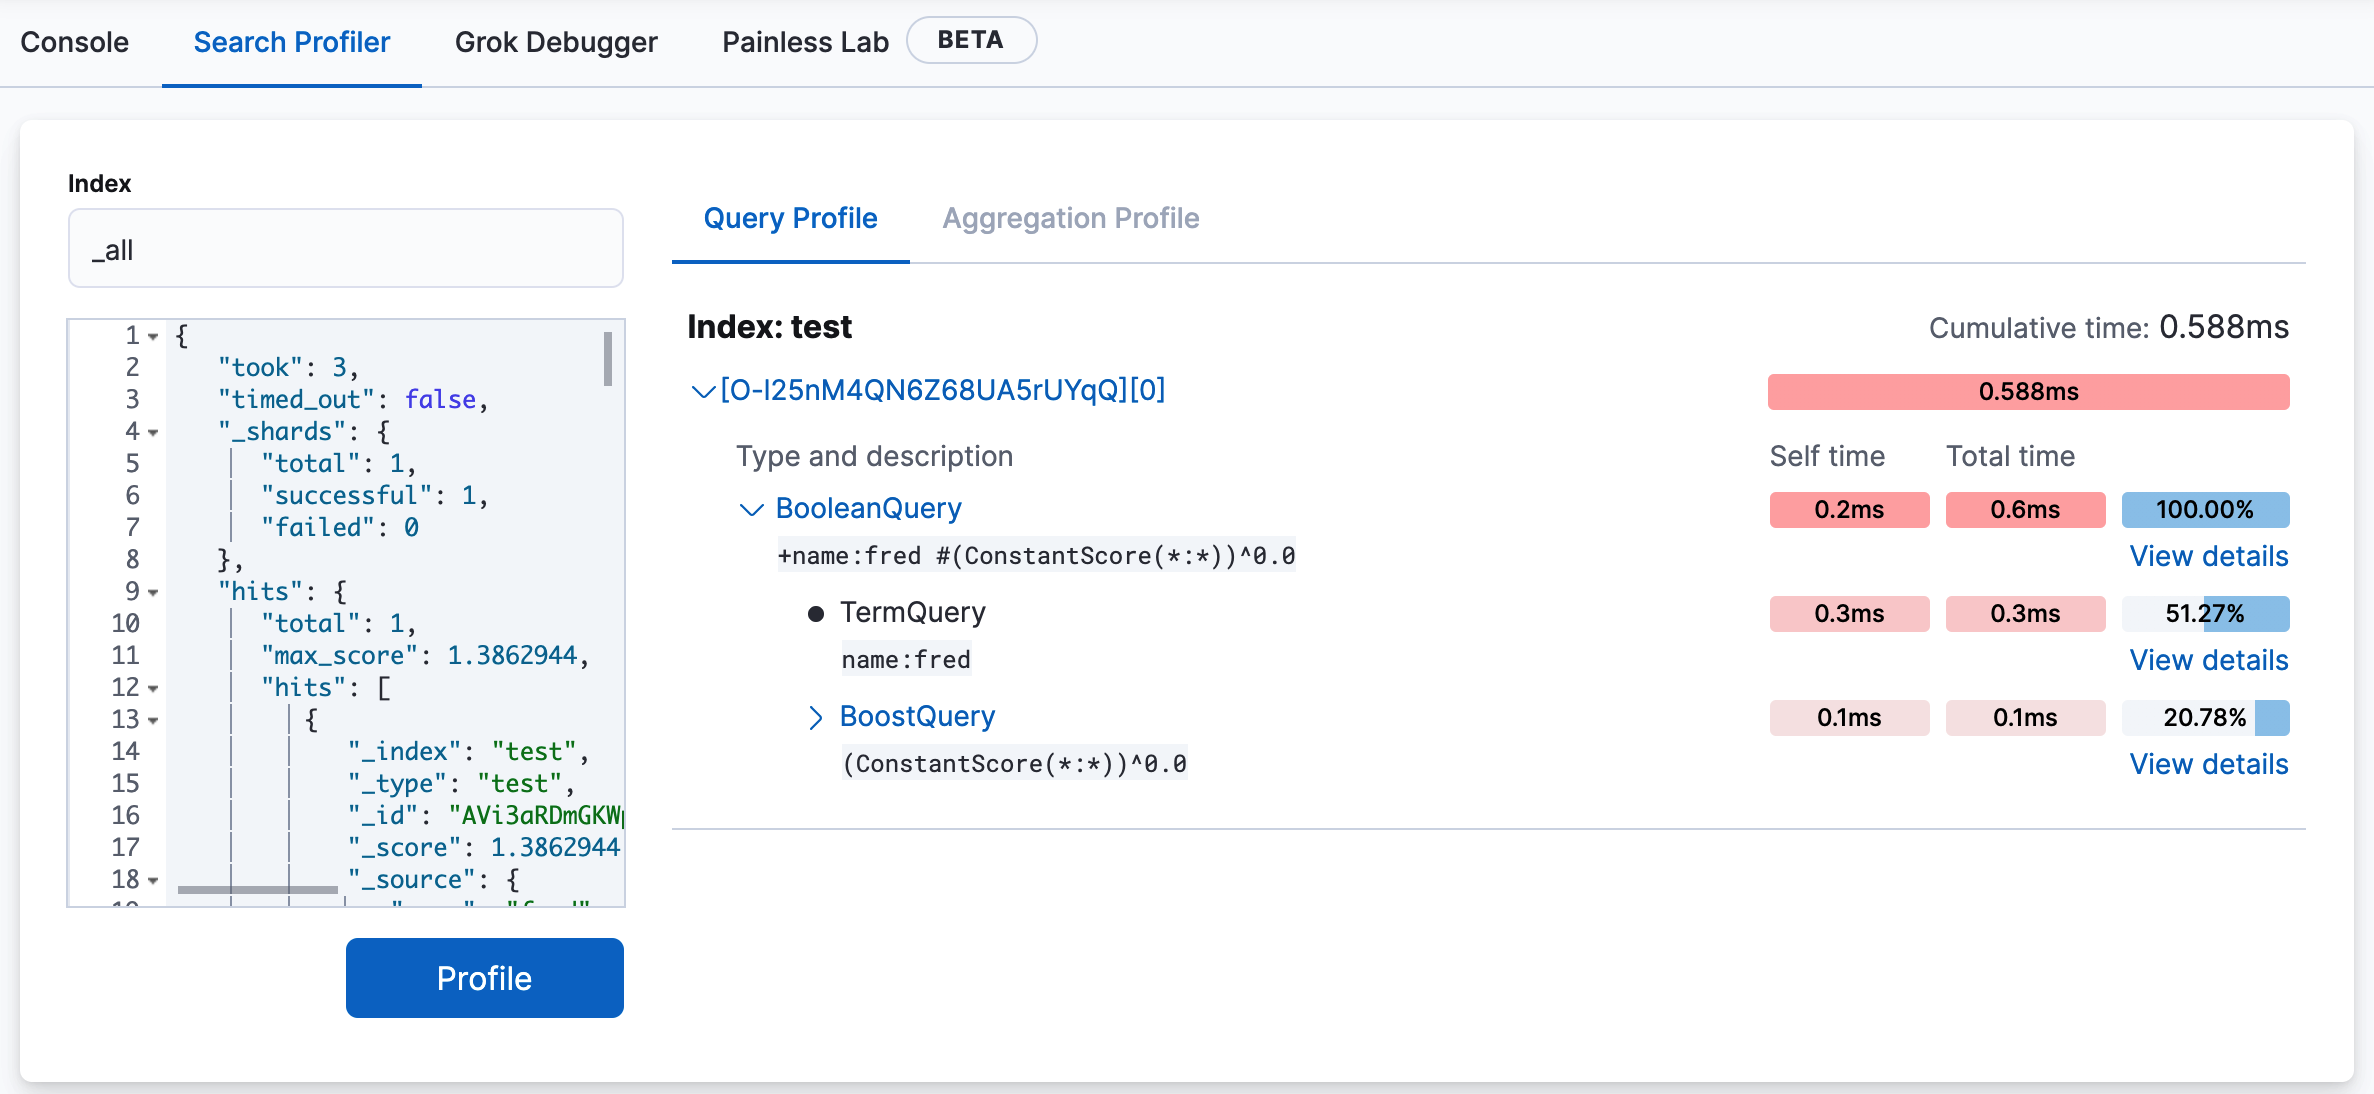 Console Search Profiler Grok Debugger Painless Lab BETA
Index
_all
1 {
2 "took": 3,
3 "timed_out": false,
4 "_shards": {
5 "total": 1,
6 "successful": 1,
7 "failed": 0
8 },
9 "hits": {
10 "total": 1,
11 "max_score": 1.3862944,
12 "hits": [
13 {
14 "_index": "test",
15 "_type": "test",
16 "_id": "AVi3aRDmGKW
17 "_score": 1.3862944
18 "_source": {
Profile
Query Profile Aggregation Profile
Index: test Cumulative time: 0.588ms
[O-l25nM4QN6Z68UA5rUYqQ][0] 0.588ms
Type and description Self time Total time
BooleanQuery 0.2ms 0.6ms 100.00%
+name:fred #(ConstantScore(*:*))^0.0 View details
TermQuery 0.3ms 0.3ms 51.27%
name:fred View details
BoostQuery 0.1ms 0.1ms 20.78%
(ConstantScore(*:*))^0.0 View details